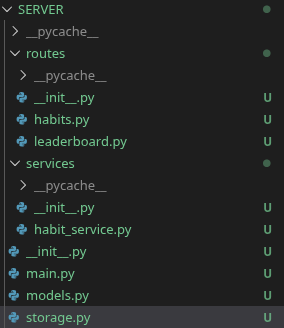 SERVER
__pycache__
routes
__pycache__
__init__.py U
habits.py U
leaderboard.py U
services
__pycache__
__init__.py U
habit_service.py U
__init__.py U
main.py U
models.py U
storage.py U